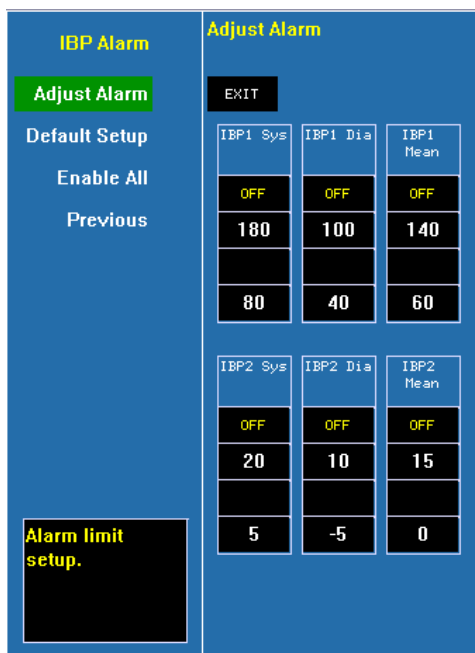 IBP Alarm
Adjust Alarm
Default Setup
Enable All
Previous
Alarm limit
setup.
Adjust Alarm
EXIT
IBP1 Sys IBP1 Dia IBP1
Mean
OFF OFF OFF
180 100 140
80 40 60
IBP2 Sys IBP2 Dia IBP2
Mean
OFF OFF OFF
20 10 15
5 -5 0